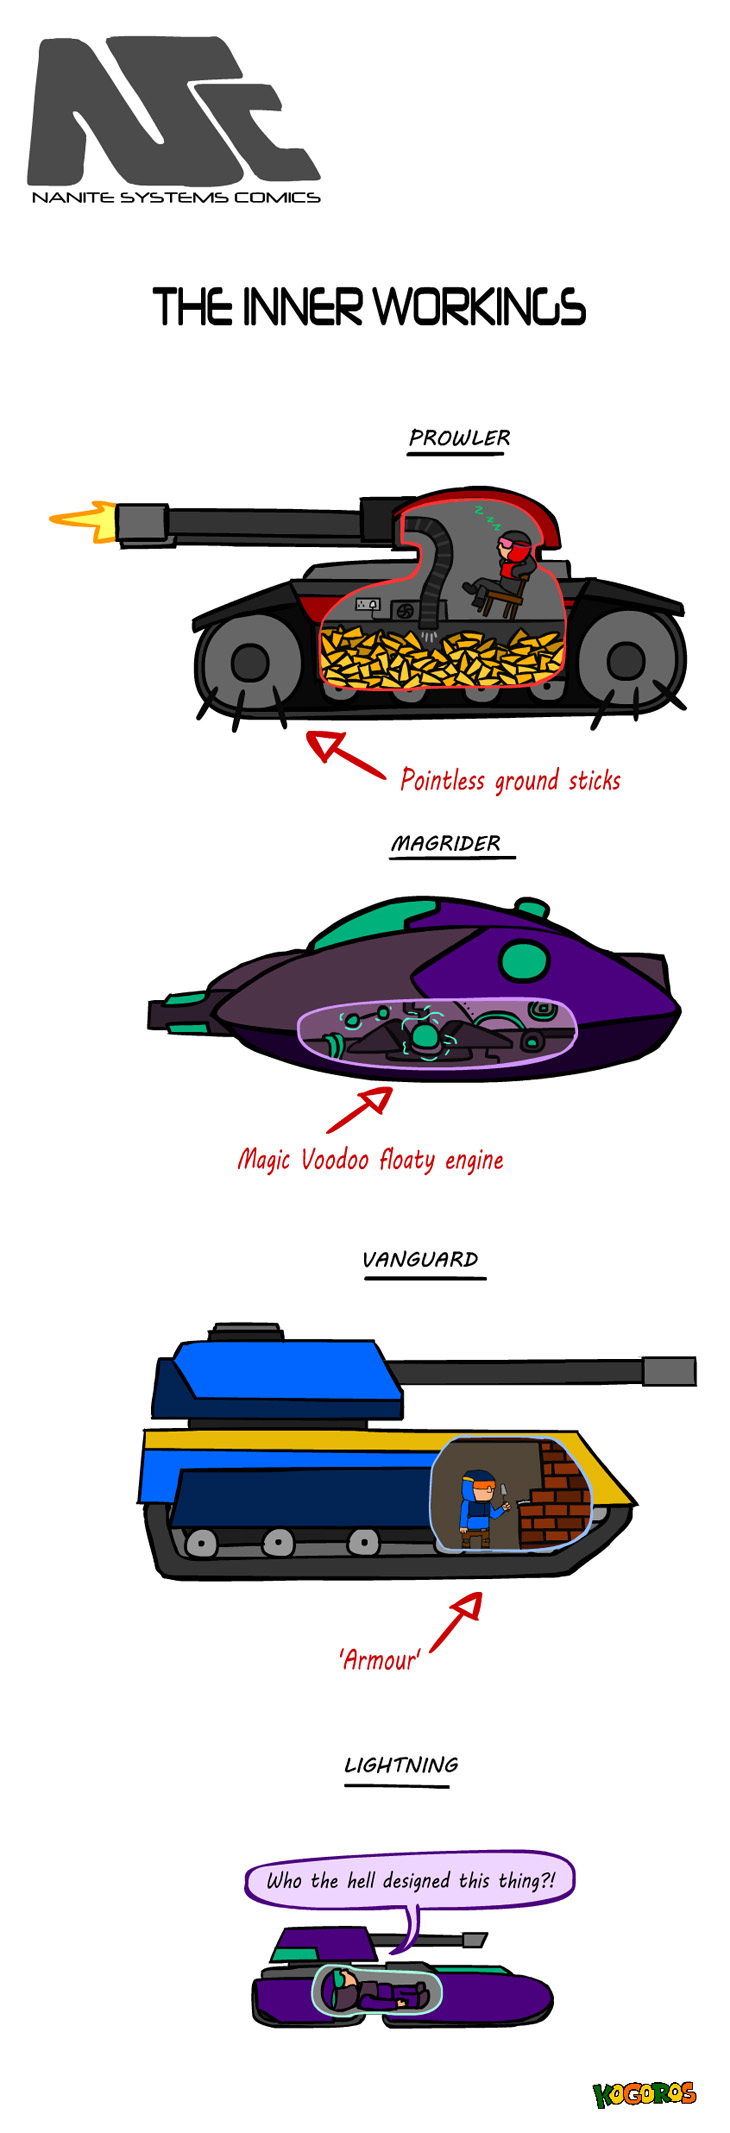 NSC
NANITE SYSTEMS COMICS
THE INNER WORKINGS
PROWLER
z z z
Pointless ground sticks
MAGRIDER
Magic Voodoo floaty engine
VANGUARD
'Armour'
LIGHTNING
Who the hell designed this thing?!
KOGOROS